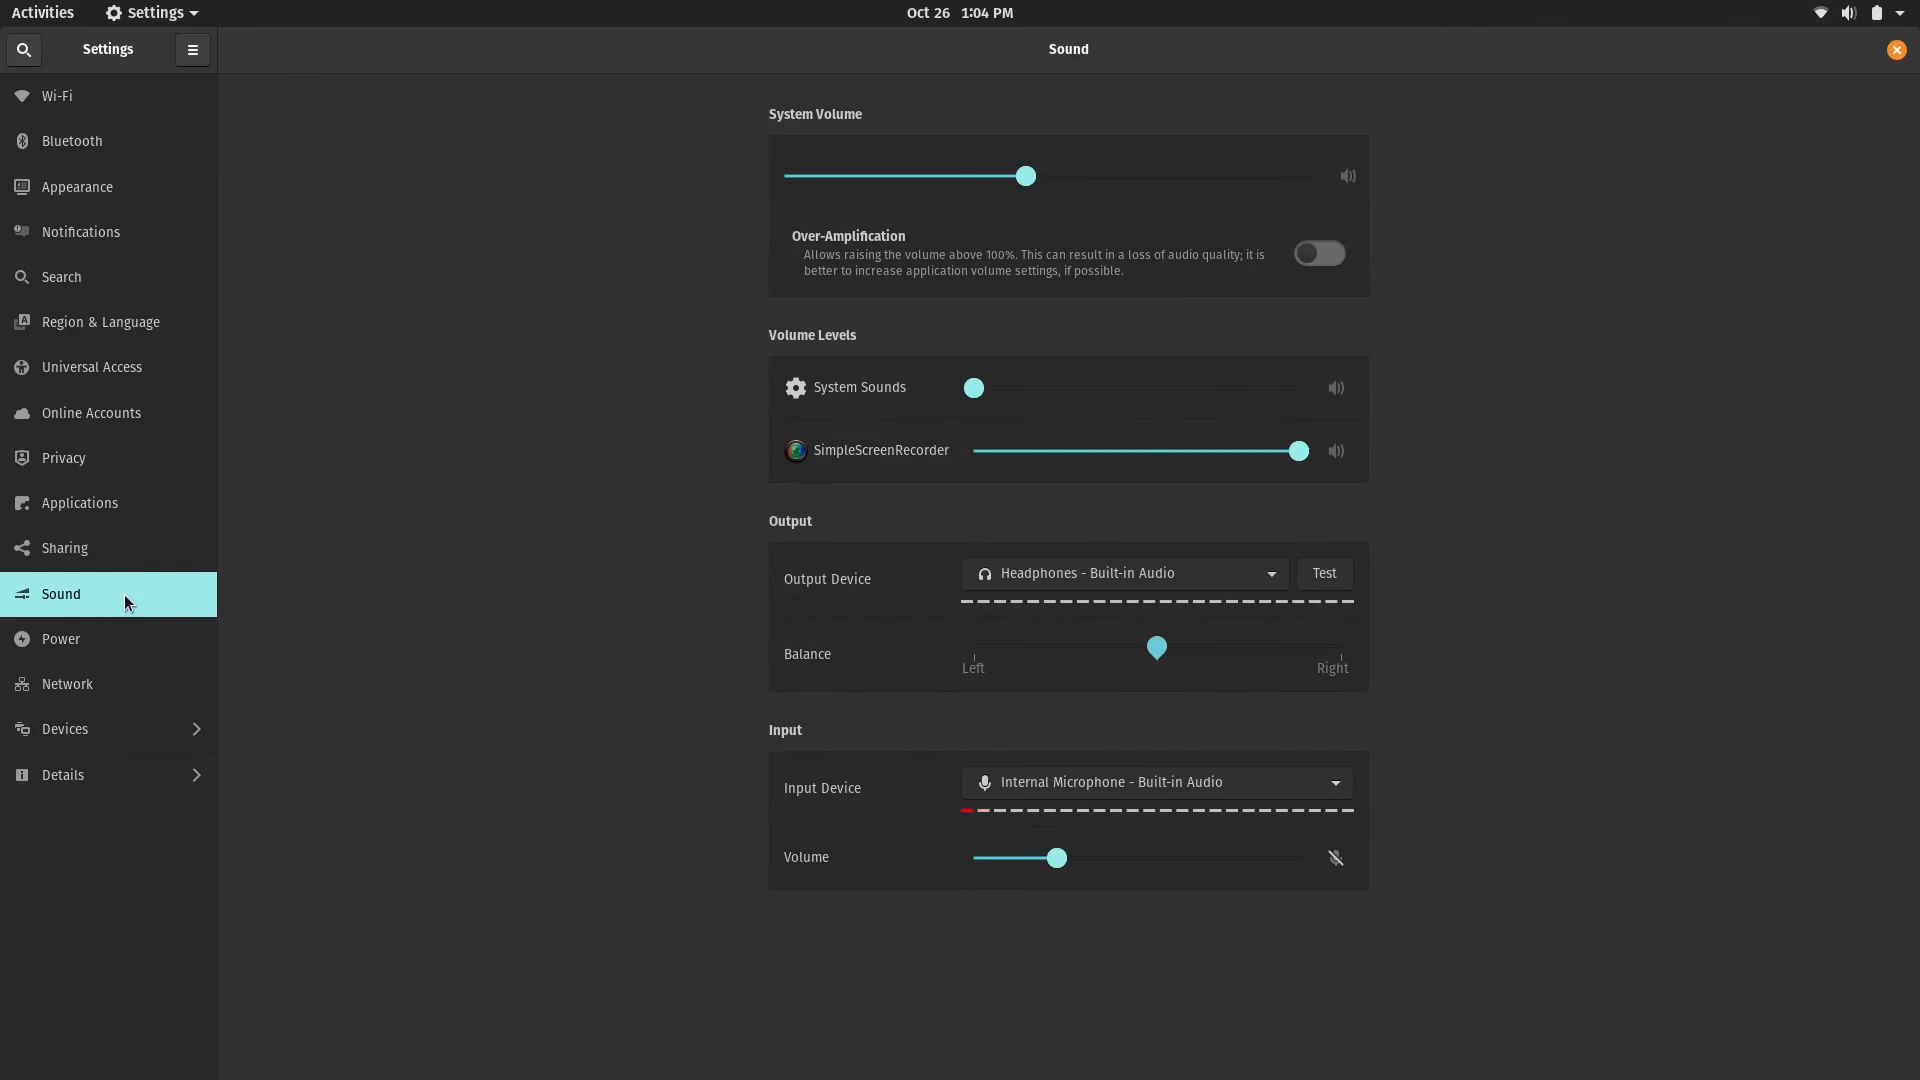 Activities
Settings
Oct 26 1:04 PM
Settings
Sound
Wi-Fi
Bluetooth
Appearance
Notifications
Search
Region & Language
Universal Access
Online Accounts
Privacy
Applications
Sharing
Sound
Power
Network
Devices
Details
System Volume
Over-Amplification
Allows raising the volume above 100%. This can result in a loss of audio quality; it is
better to increase application volume settings, if possible.
Volume Levels
System Sounds
SimpleScreenRecorder
Output
Output Device
Headphones - Built-in Audio
Test
Balance
Left
Right
Input
Input Device
Internal Microphone - Built-in Audio
Volume